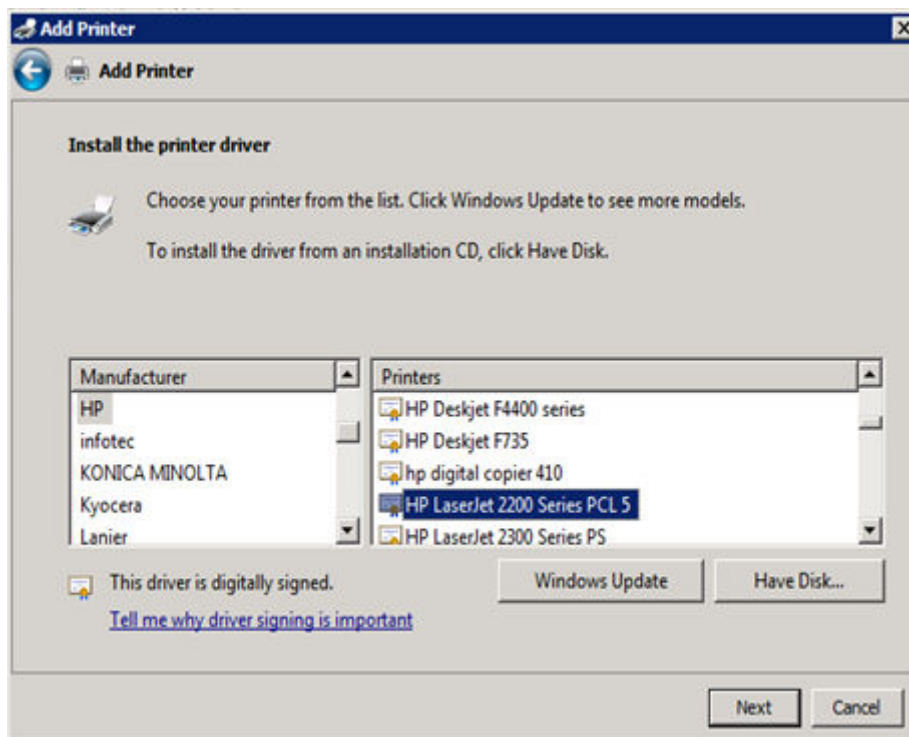 Add Printer
Add Printer
Install the printer driver
Choose your printer from the list. Click Windows Update to see more models.
To install the driver from an installation CD, click Have Disk.
Manufacturer
HP
infotec
KONICA MINOLTA
Kyocera
Lanier
Printers
HP Deskjet F4400 series
HP Deskjet F735
hp digital copier 410
HP LaserJet 2200 Series PCL 5
HP LaserJet 2300 Series PS
This driver is digitally signed.
Tell me why driver signing is important
Windows Update
Have Disk...
Next
Cancel